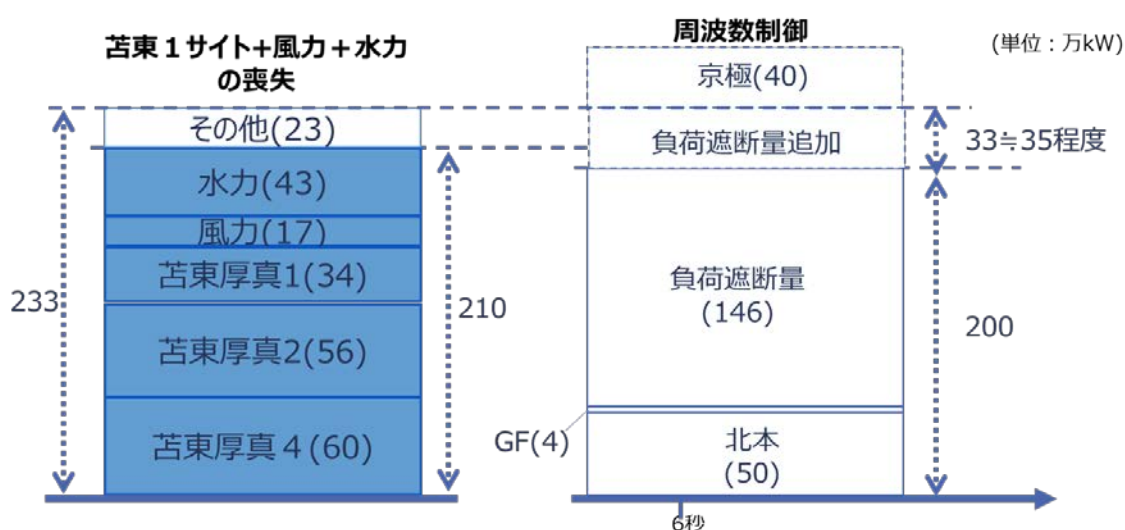 苫東１サイト+風力＋水力
の喪失
周波数制御
(単位：万kW)
京極(40)
その他(23)
負荷遮断量追加
33≒35程度
水力(43)
風力(17)
苫東厚真1(34)
負荷遮断量
(146)
233
210
200
苫東厚真2(56)
苫東厚真４(60)
GF(4)
北本
(50)
6秒